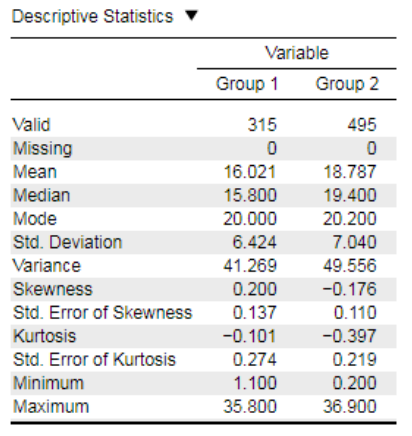 Descriptive Statistics ▼
Variable
Group 1 Group 2
Valid 315 495
Missing 0 0
Mean 16.021 18.787
Median 15.800 19.400
Mode 20.000 20.200
Std. Deviation 6.424 7.040
Variance 41.269 49.556
Skewness 0.200 −0.176
Std. Error of Skewness 0.137 0.110
Kurtosis −0.101 −0.397
Std. Error of Kurtosis 0.274 0.219
Minimum 1.100 0.200
Maximum 35.800 36.900